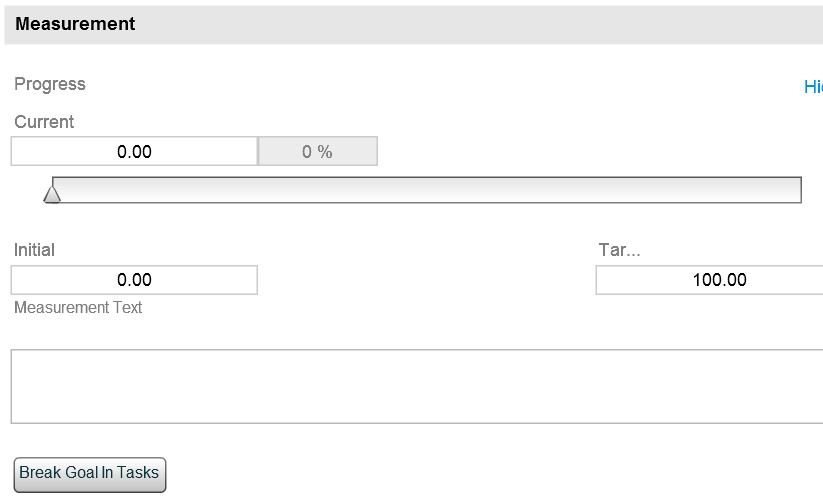 Measurement
Progress
Current
0.00 0 %
Initial Tar...
0.00 100.00
Measurement Text
Break Goal In Tasks